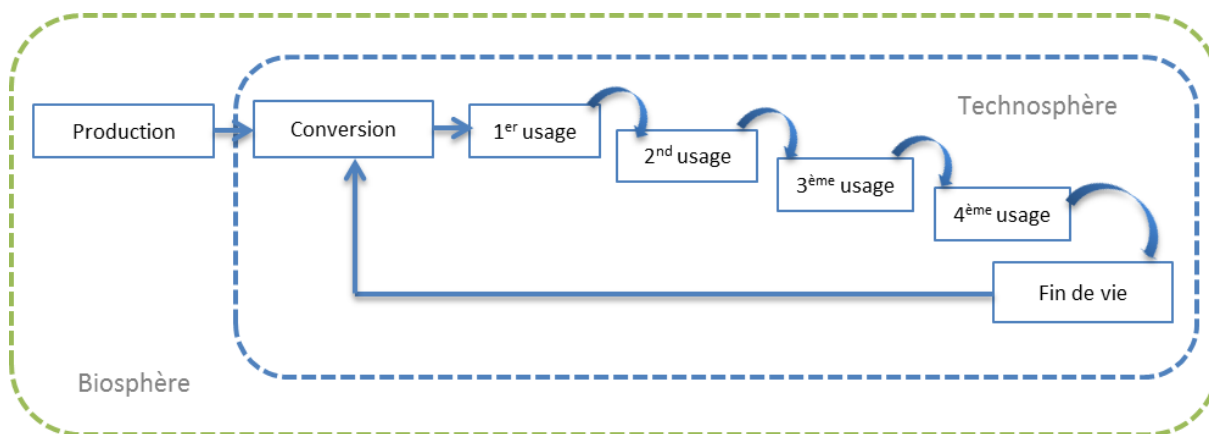 Technosphère
Production
Conversion
1er usage
2nd usage
3ème usage
4ème usage
Fin de vie
Biosphère